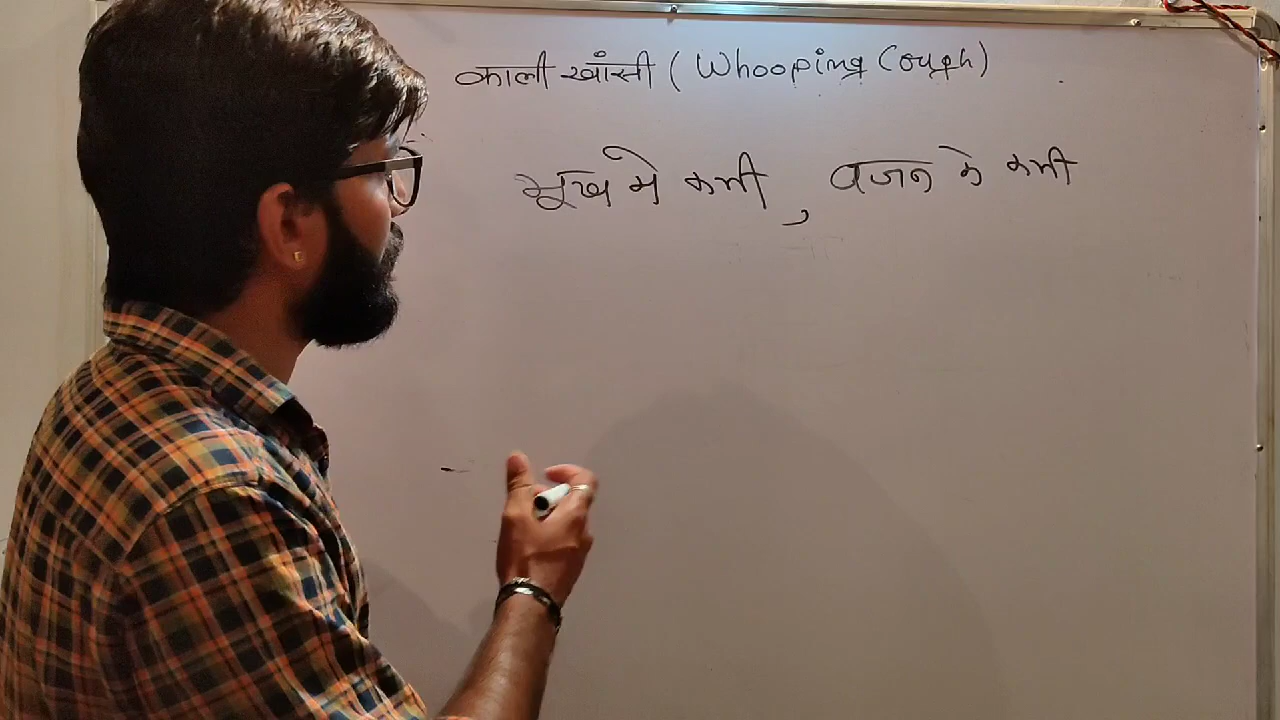 काली खांसी (Whooping Cough)
भूख मे कमी , वजन के कमी